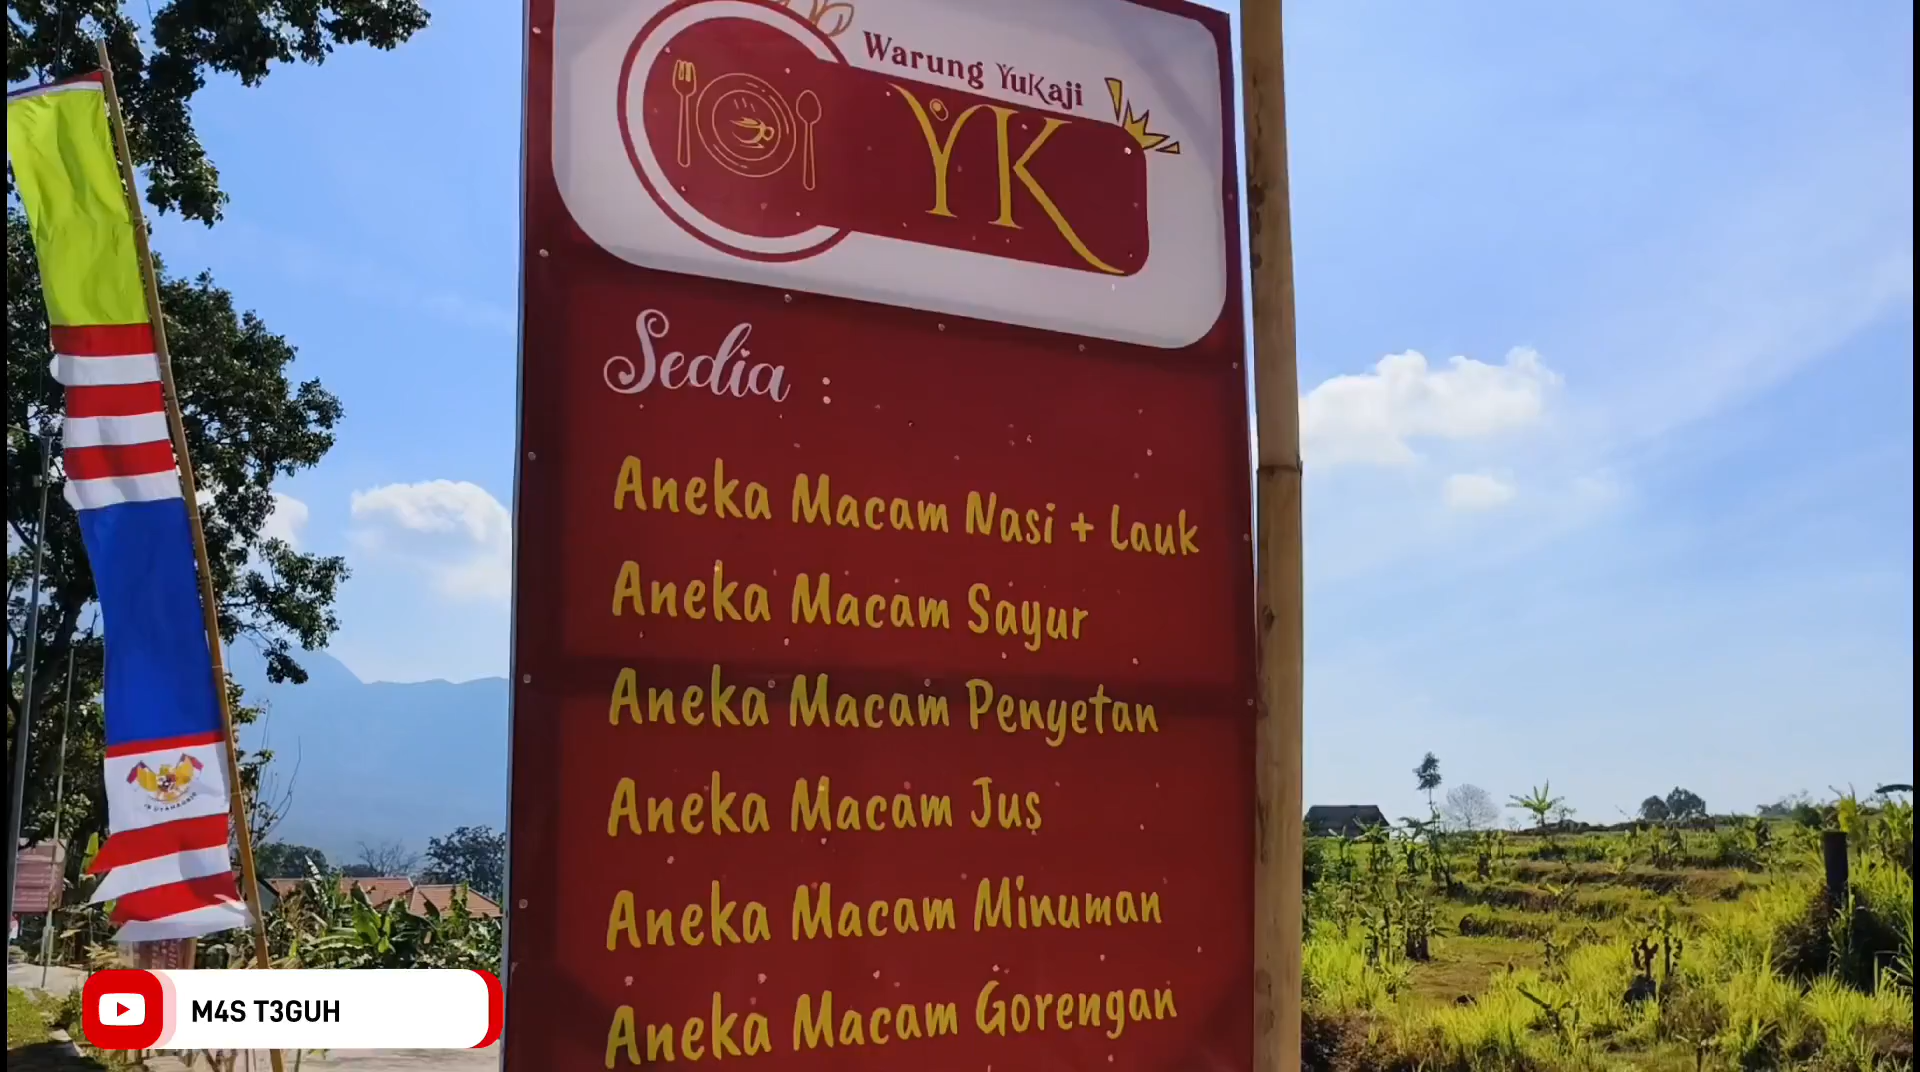 Warung YuKaji
YK
Sedia :
Aneka Macam Nasi + Lauk
Aneka Macam Sayur
Aneka Macam Penyetan
Aneka Macam Jus
Aneka Macam Minuman
Aneka Macam Gorengan
M4S T3GUH